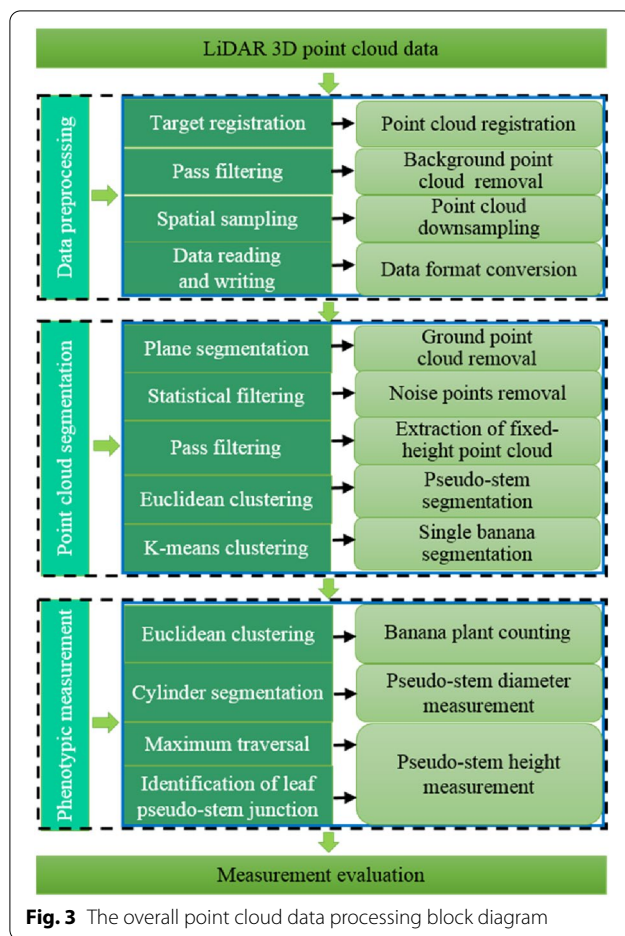 LiDAR 3D point cloud data
Data preprocessing
Target registration
Point cloud registration
Pass filtering
Background point
cloud removal
Spatial sampling
Point cloud
downsampling
Data reading
and writing
Data format conversion
Point cloud segmentation
Plane segmentation
Ground point
cloud removal
Statistical filtering
Noise points removal
Pass filtering
Extraction of fixed-
height point cloud
Euclidean clustering
Pseudo-stem
segmentation
K-means clustering
Single banana
segmentation
Phenotypic measurement
Euclidean clustering
Banana plant counting
Cylinder segmentation
Pseudo-stem diameter
measurement
Maximum traversal
Identification of leaf
pseudo-stem junction
Pseudo-stem height
measurement
Measurement evaluation
Fig. 3 The overall point cloud data processing block diagram